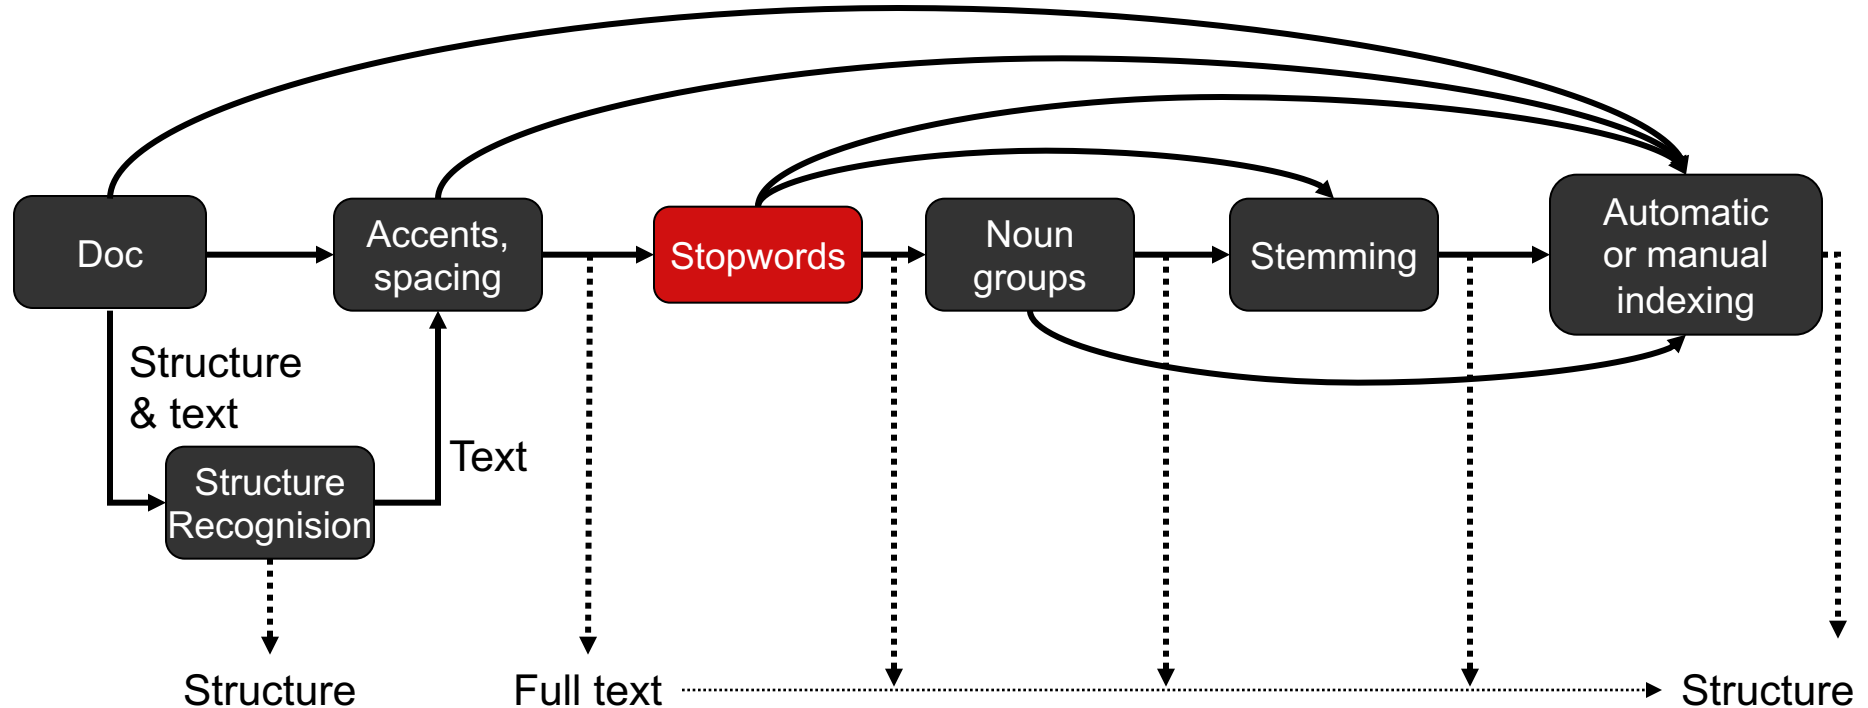 Doc
Accents,
spacing
Stopwords
Noun
groups
Stemming
Automatic
or manual
indexing
Structure
& text
Text
Structure
Recognision
Structure
Full text
Structure